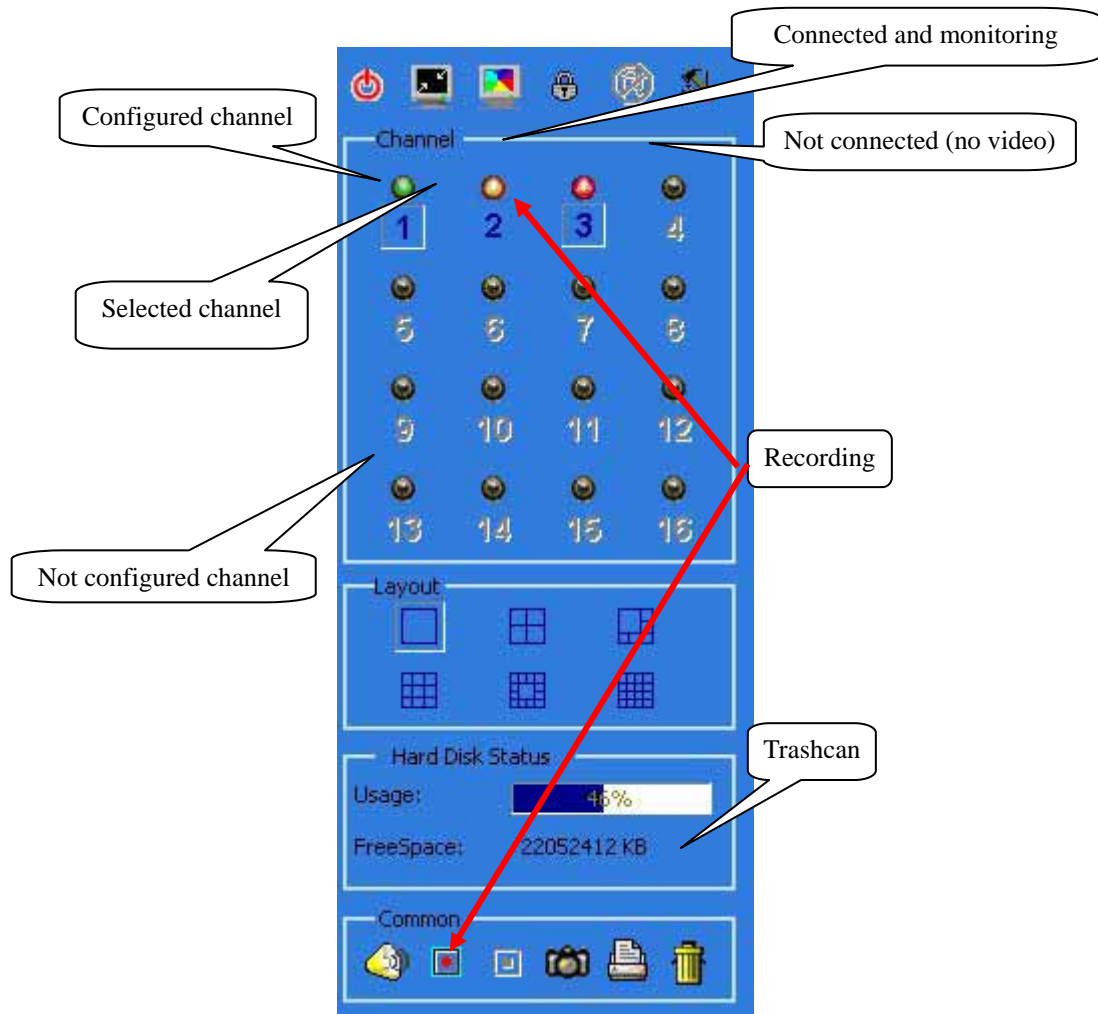 Connected and monitoring
Configured channel
Not connected (no video)
Channel
1 2 3 4
Selected channel
5 6 7 8
9 10 11 12
Recording
13 14 15 16
Not configured channel
Layout
Hard Disk Status
Trashcan
Usage: 46%
FreeSpace: 22052412 KB
Common